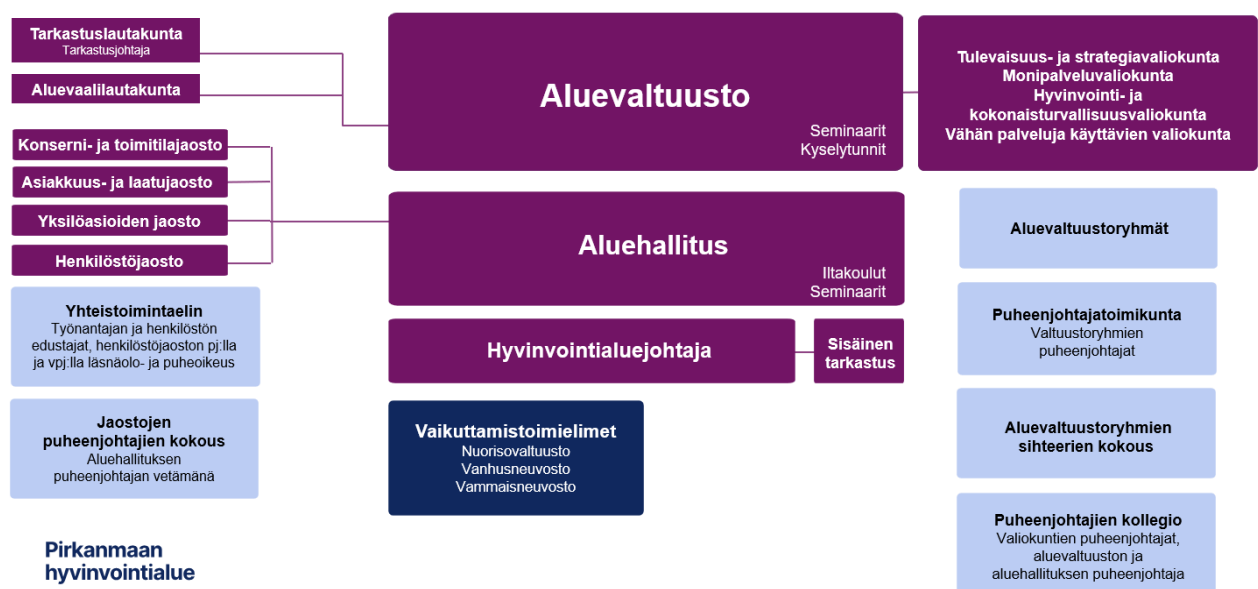 Tarkastuslautakunta
Tarkastusjohtaja
Aluevaalilautakunta
Konserni- ja toimitilajaosto
Asiakkuus- ja laatujaosto
Yksilöasioiden jaosto
Henkilöstöjaosto
Yhteistoimintaelin
Työnantajan ja henkilöstön
edustajat, henkilöstöjaoston pj:lla
ja vpj:lla läsnäolo- ja puheoikeus
Jaostojen
puheenjohtajien kokous
Aluehallituksen
puheenjohtajan vetämänä
Pirkanmaan
hyvinvointialue
Aluevaltuusto
Seminaarit
Kyselytunnit
Aluehallitus
Iltakoulut
Seminaarit
Hyvinvointialuejohtaja
Sisäinen
tarkastus
Vaikuttamistoimielimet
Nuorisovaltuusto
Vanhusneuvosto
Vammaisneuvosto
Tulevaisuus- ja strategiavaliokunta
Monipalveluvaliokunta
Hyvinvointi- ja
kokonaisturvallisuusvaliokunta
Vähän palveluja käyttävien valiokunta
Aluevaltuustoryhmät
Puheenjohtajatoimikunta
Valtuustoryhmien
puheenjohtajat
Aluevaltuustoryhmien
sihteerien kokous
Puheenjohtajien kollegio
Valiokuntien puheenjohtajat,
aluevaltuuston ja
aluehallituksen puheenjohtaja